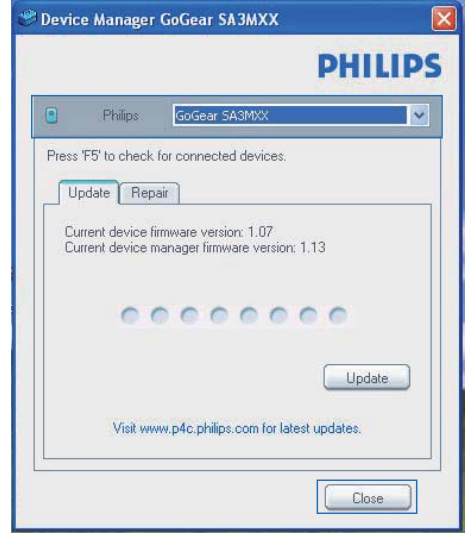 Device Manager GoGear SA3MXX
PHILIPS
Philips GoGear SA3MXX
Press 'F5' to check for connected devices.
Update Repair
Current device firmware version: 1.07
Current device manager firmware version: 1.13
Update
Visit www.p4c.philips.com for latest updates.
Close